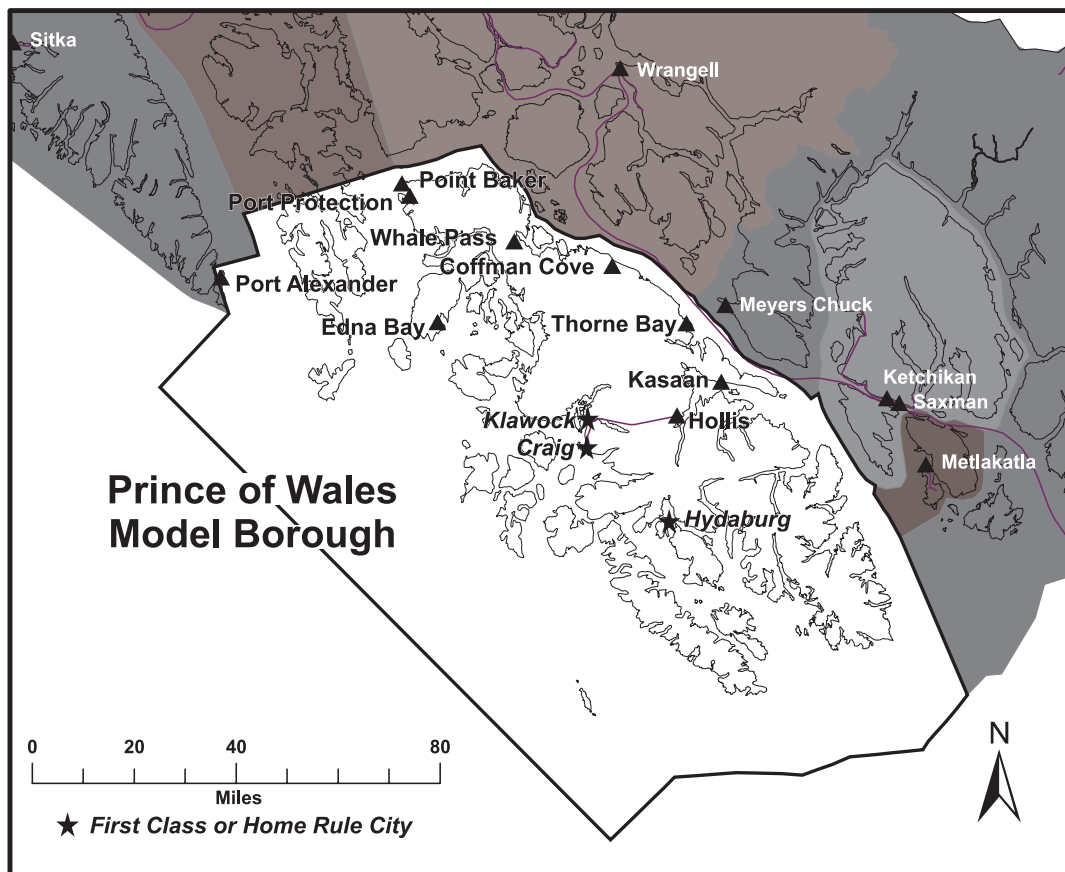 Sitka
Wrangell
Point Baker
Port Protection
Whale Pass
Coffman Cove
Port Alexander
Meyers Chuck
Edna Bay
Thorne Bay
Kasaan
Ketchikan
Saxman
Klawock
Hollis
Craig
Metlakatla
Prince of Wales
Model Borough
Hydaburg
N
0 40 80
Miles
First Class or Home Rule City